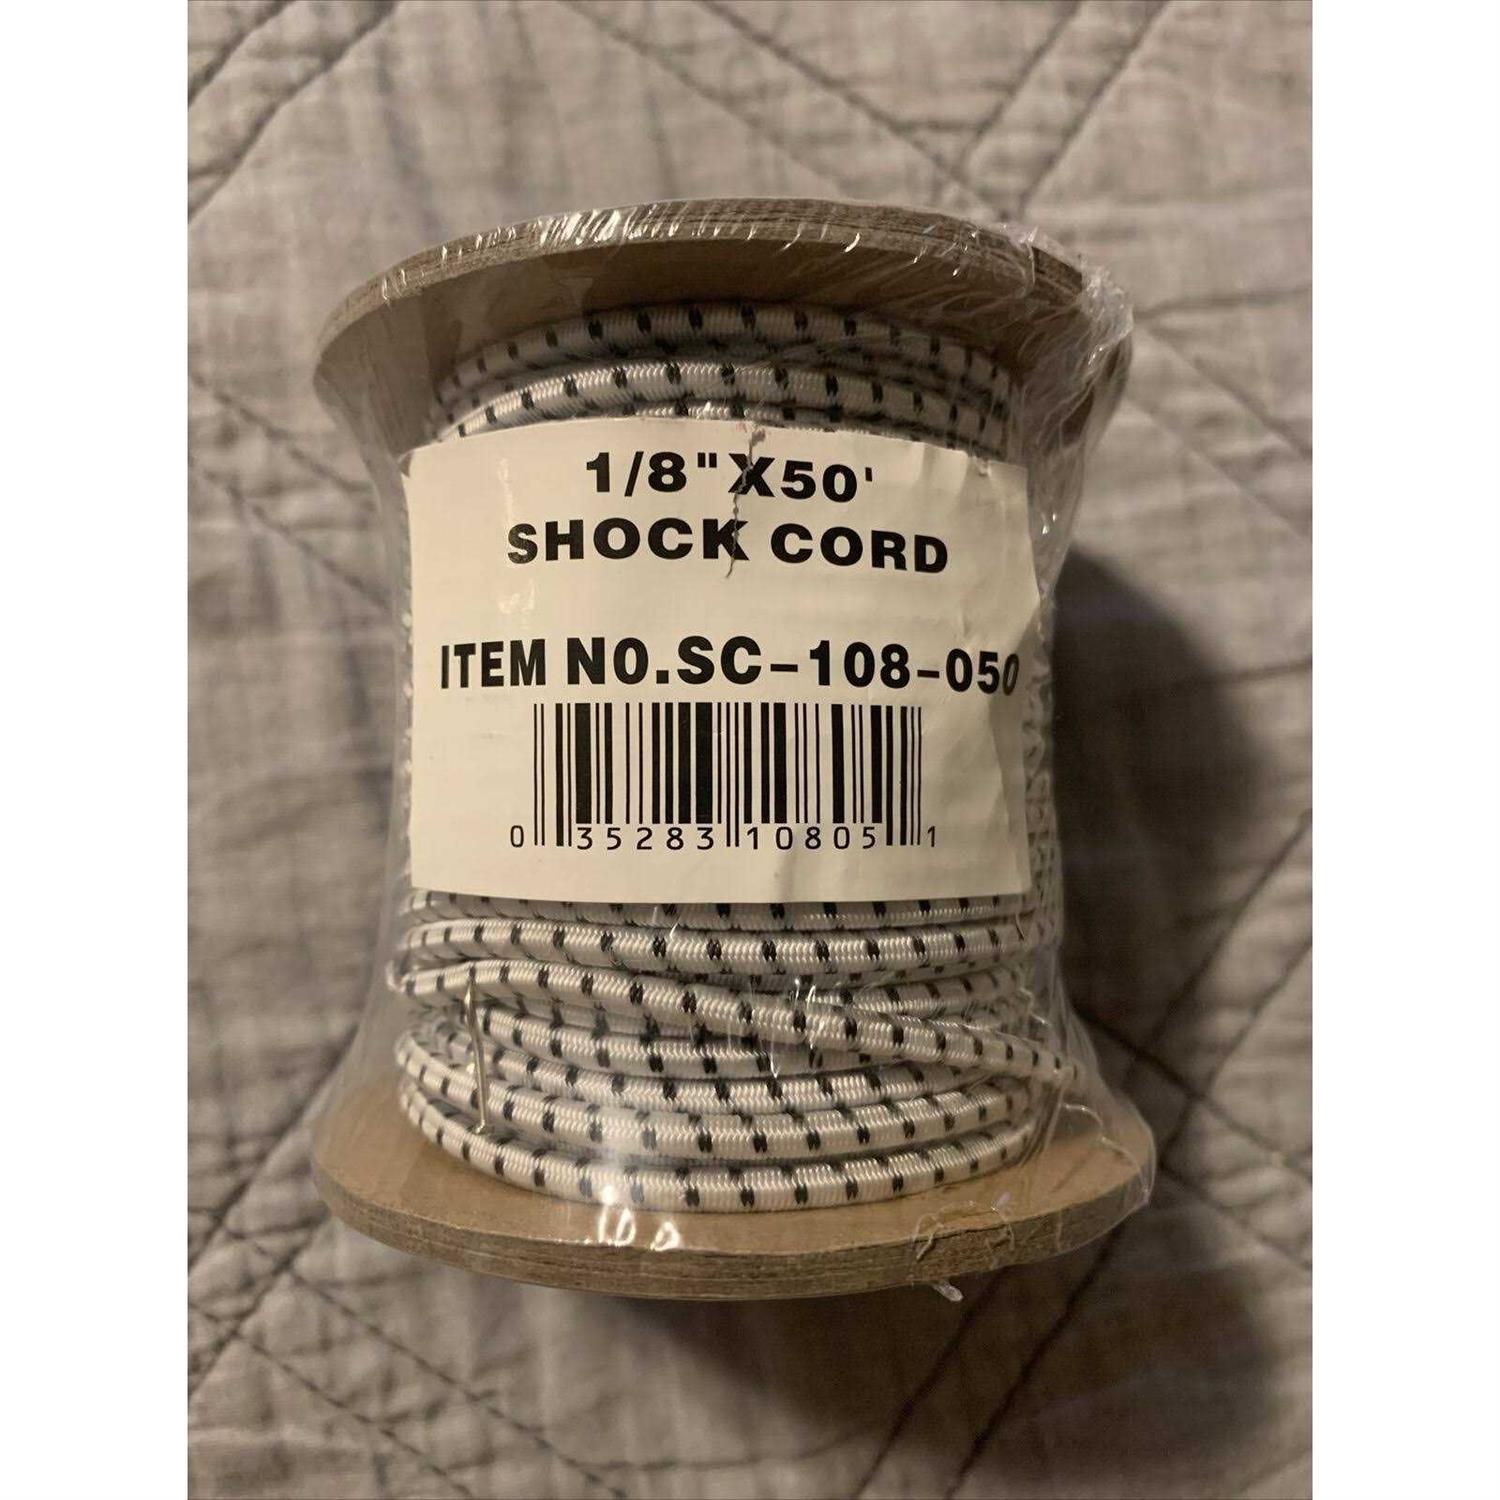 1/8"X50'
SHOCK CORD
ITEM NO.SC-108-050
0 35283 10805 1